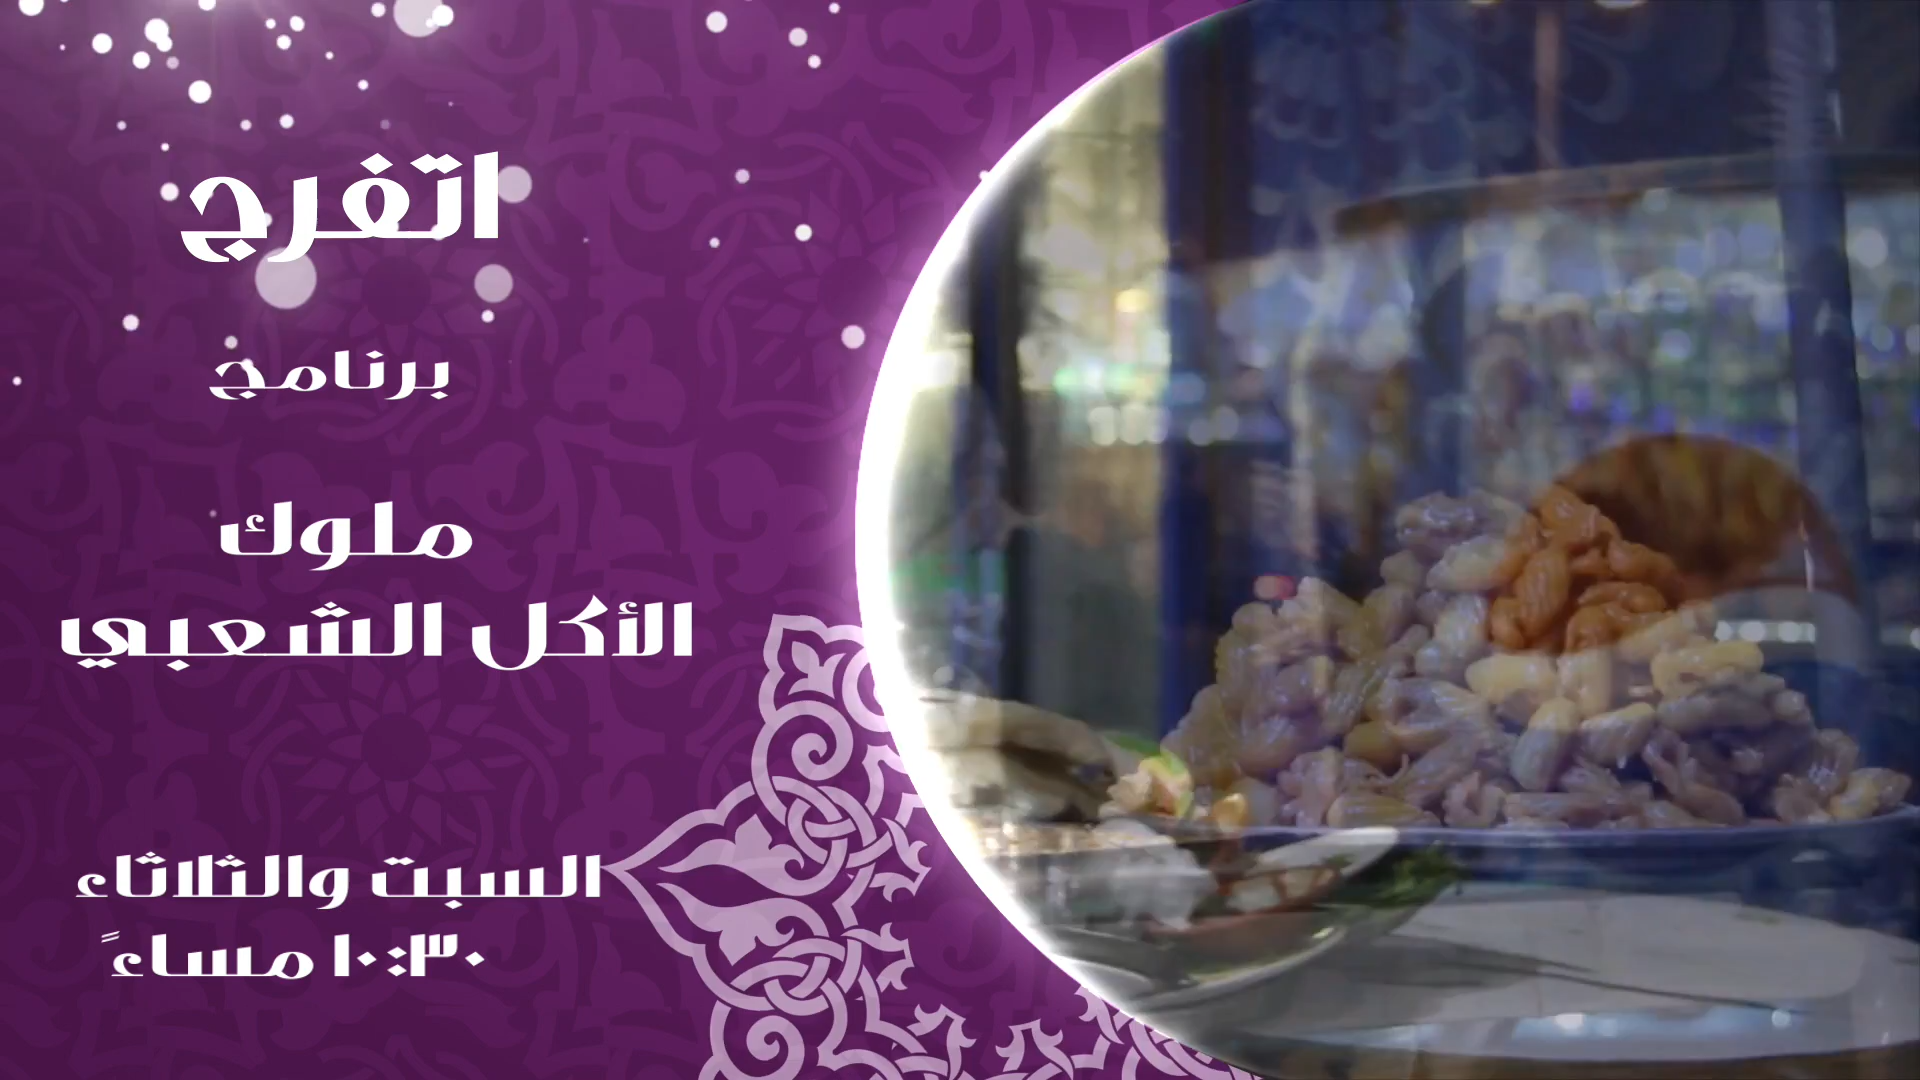 اتفرج
برنامج
ملوك
الأكل الشعبي
السبت والثلاثاء
١٠:٣٠ مساءً